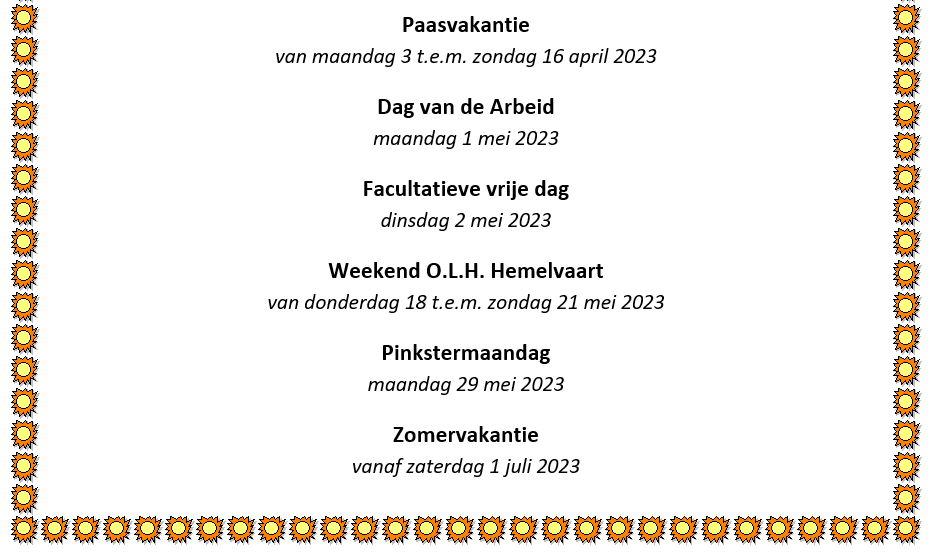 Paasvakantie
van maandag 3 t.e.m. zondag 16 april 2023
Dag van de Arbeid
maandag 1 mei 2023
Facultatieve vrije dag
dinsdag 2 mei 2023
Weekend O.L.H. Hemelvaart
van donderdag 18 t.e.m. zondag 21 mei 2023
Pinkstermaandag
maandag 29 mei 2023
Zomervakantie
vanaf zaterdag 1 juli 2023